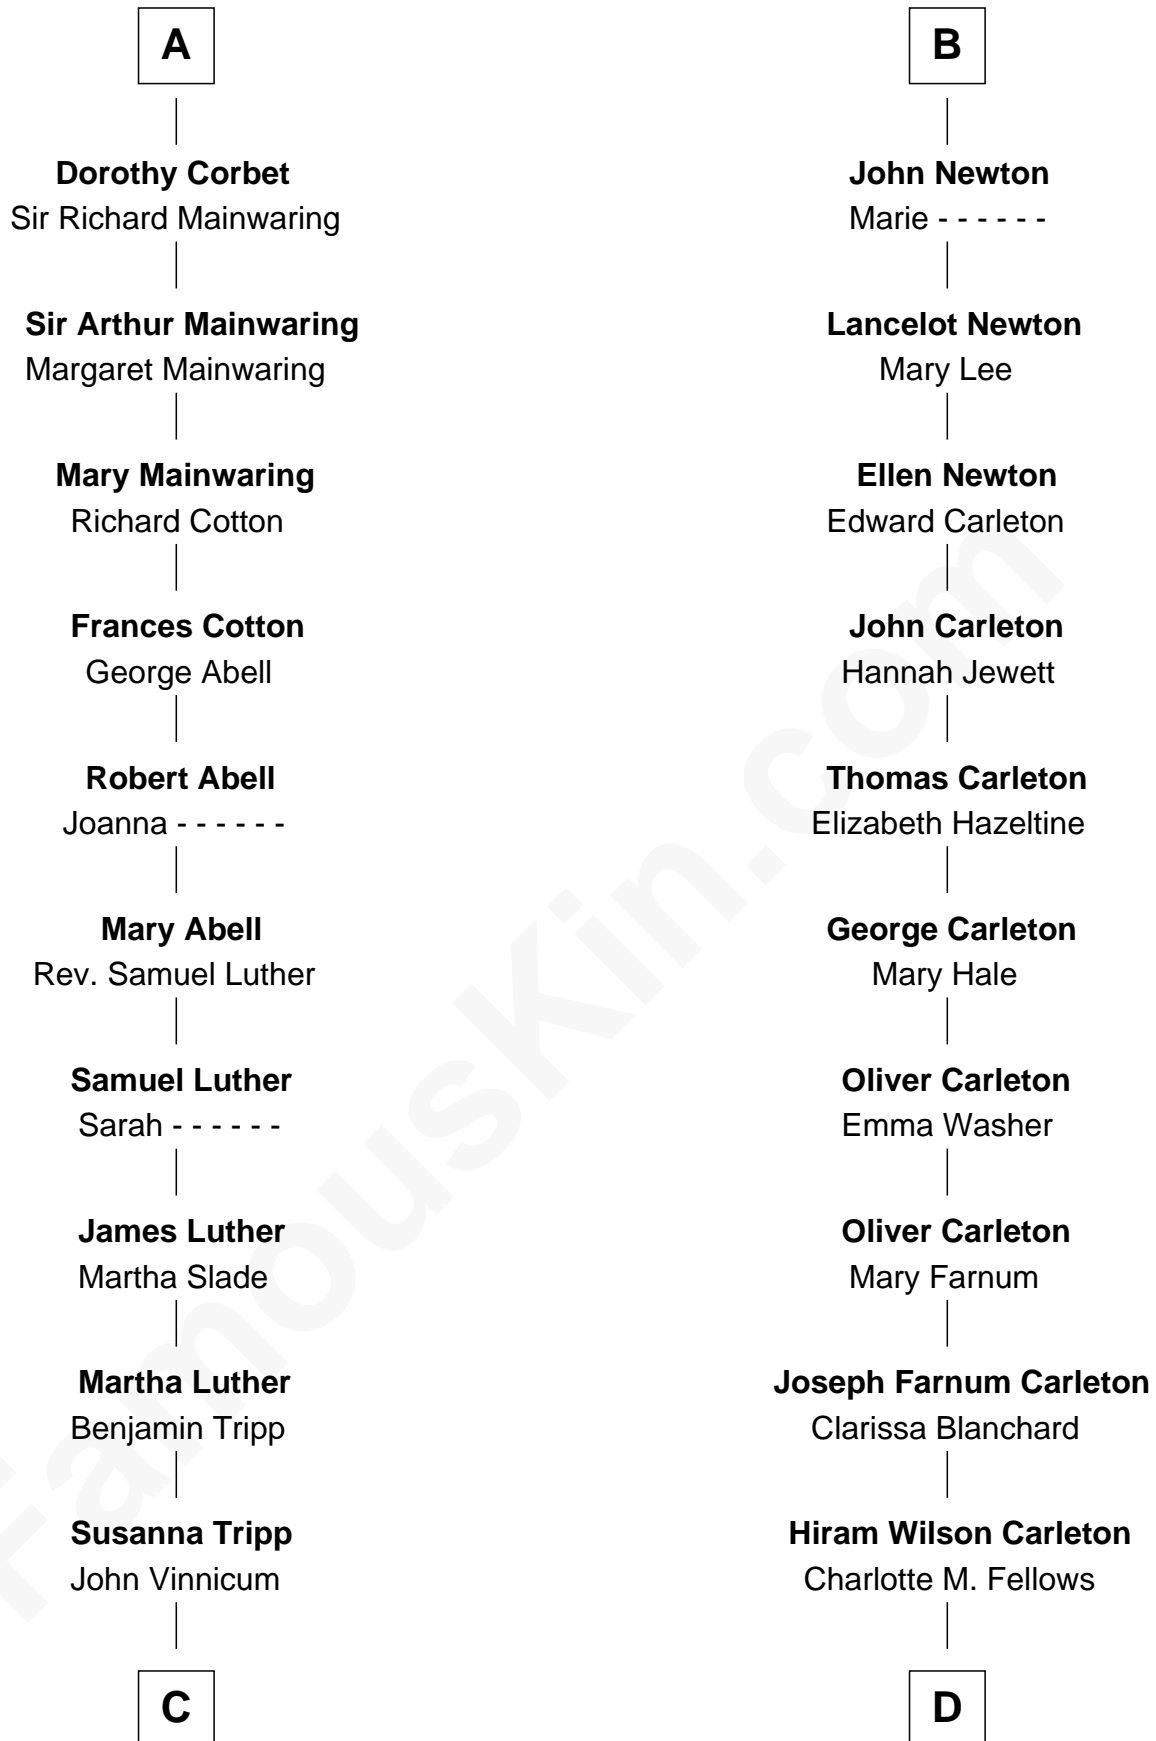 A
Dorothy Corbet
Sir Richard Mainwaring
Sir Arthur Mainwaring
Margaret Mainwaring
Mary Mainwaring
Richard Cotton
Frances Cotton
George Abell
Robert Abell
Joanna - - - - - -
Mary Abell
Rev. Samuel Luther
Samuel Luther
Sarah - - - - - -
James Luther
Martha Slade
Martha Luther
Benjamin Tripp
Susanna Tripp
John Vinnicum
C
B
John Newton
Marie - - - - - -
Lancelot Newton
Mary Lee
Ellen Newton
Edward Carleton
John Carleton
Hannah Jewett
Thomas Carleton
Elizabeth Hazeltine
George Carleton
Mary Hale
Oliver Carleton
Emma Washer
Oliver Carleton
Mary Farnum
Joseph Farnum Carleton
Clarissa Blanchard
Hiram Wilson Carleton
Charlotte M. Fellows
D
FamousKin.com